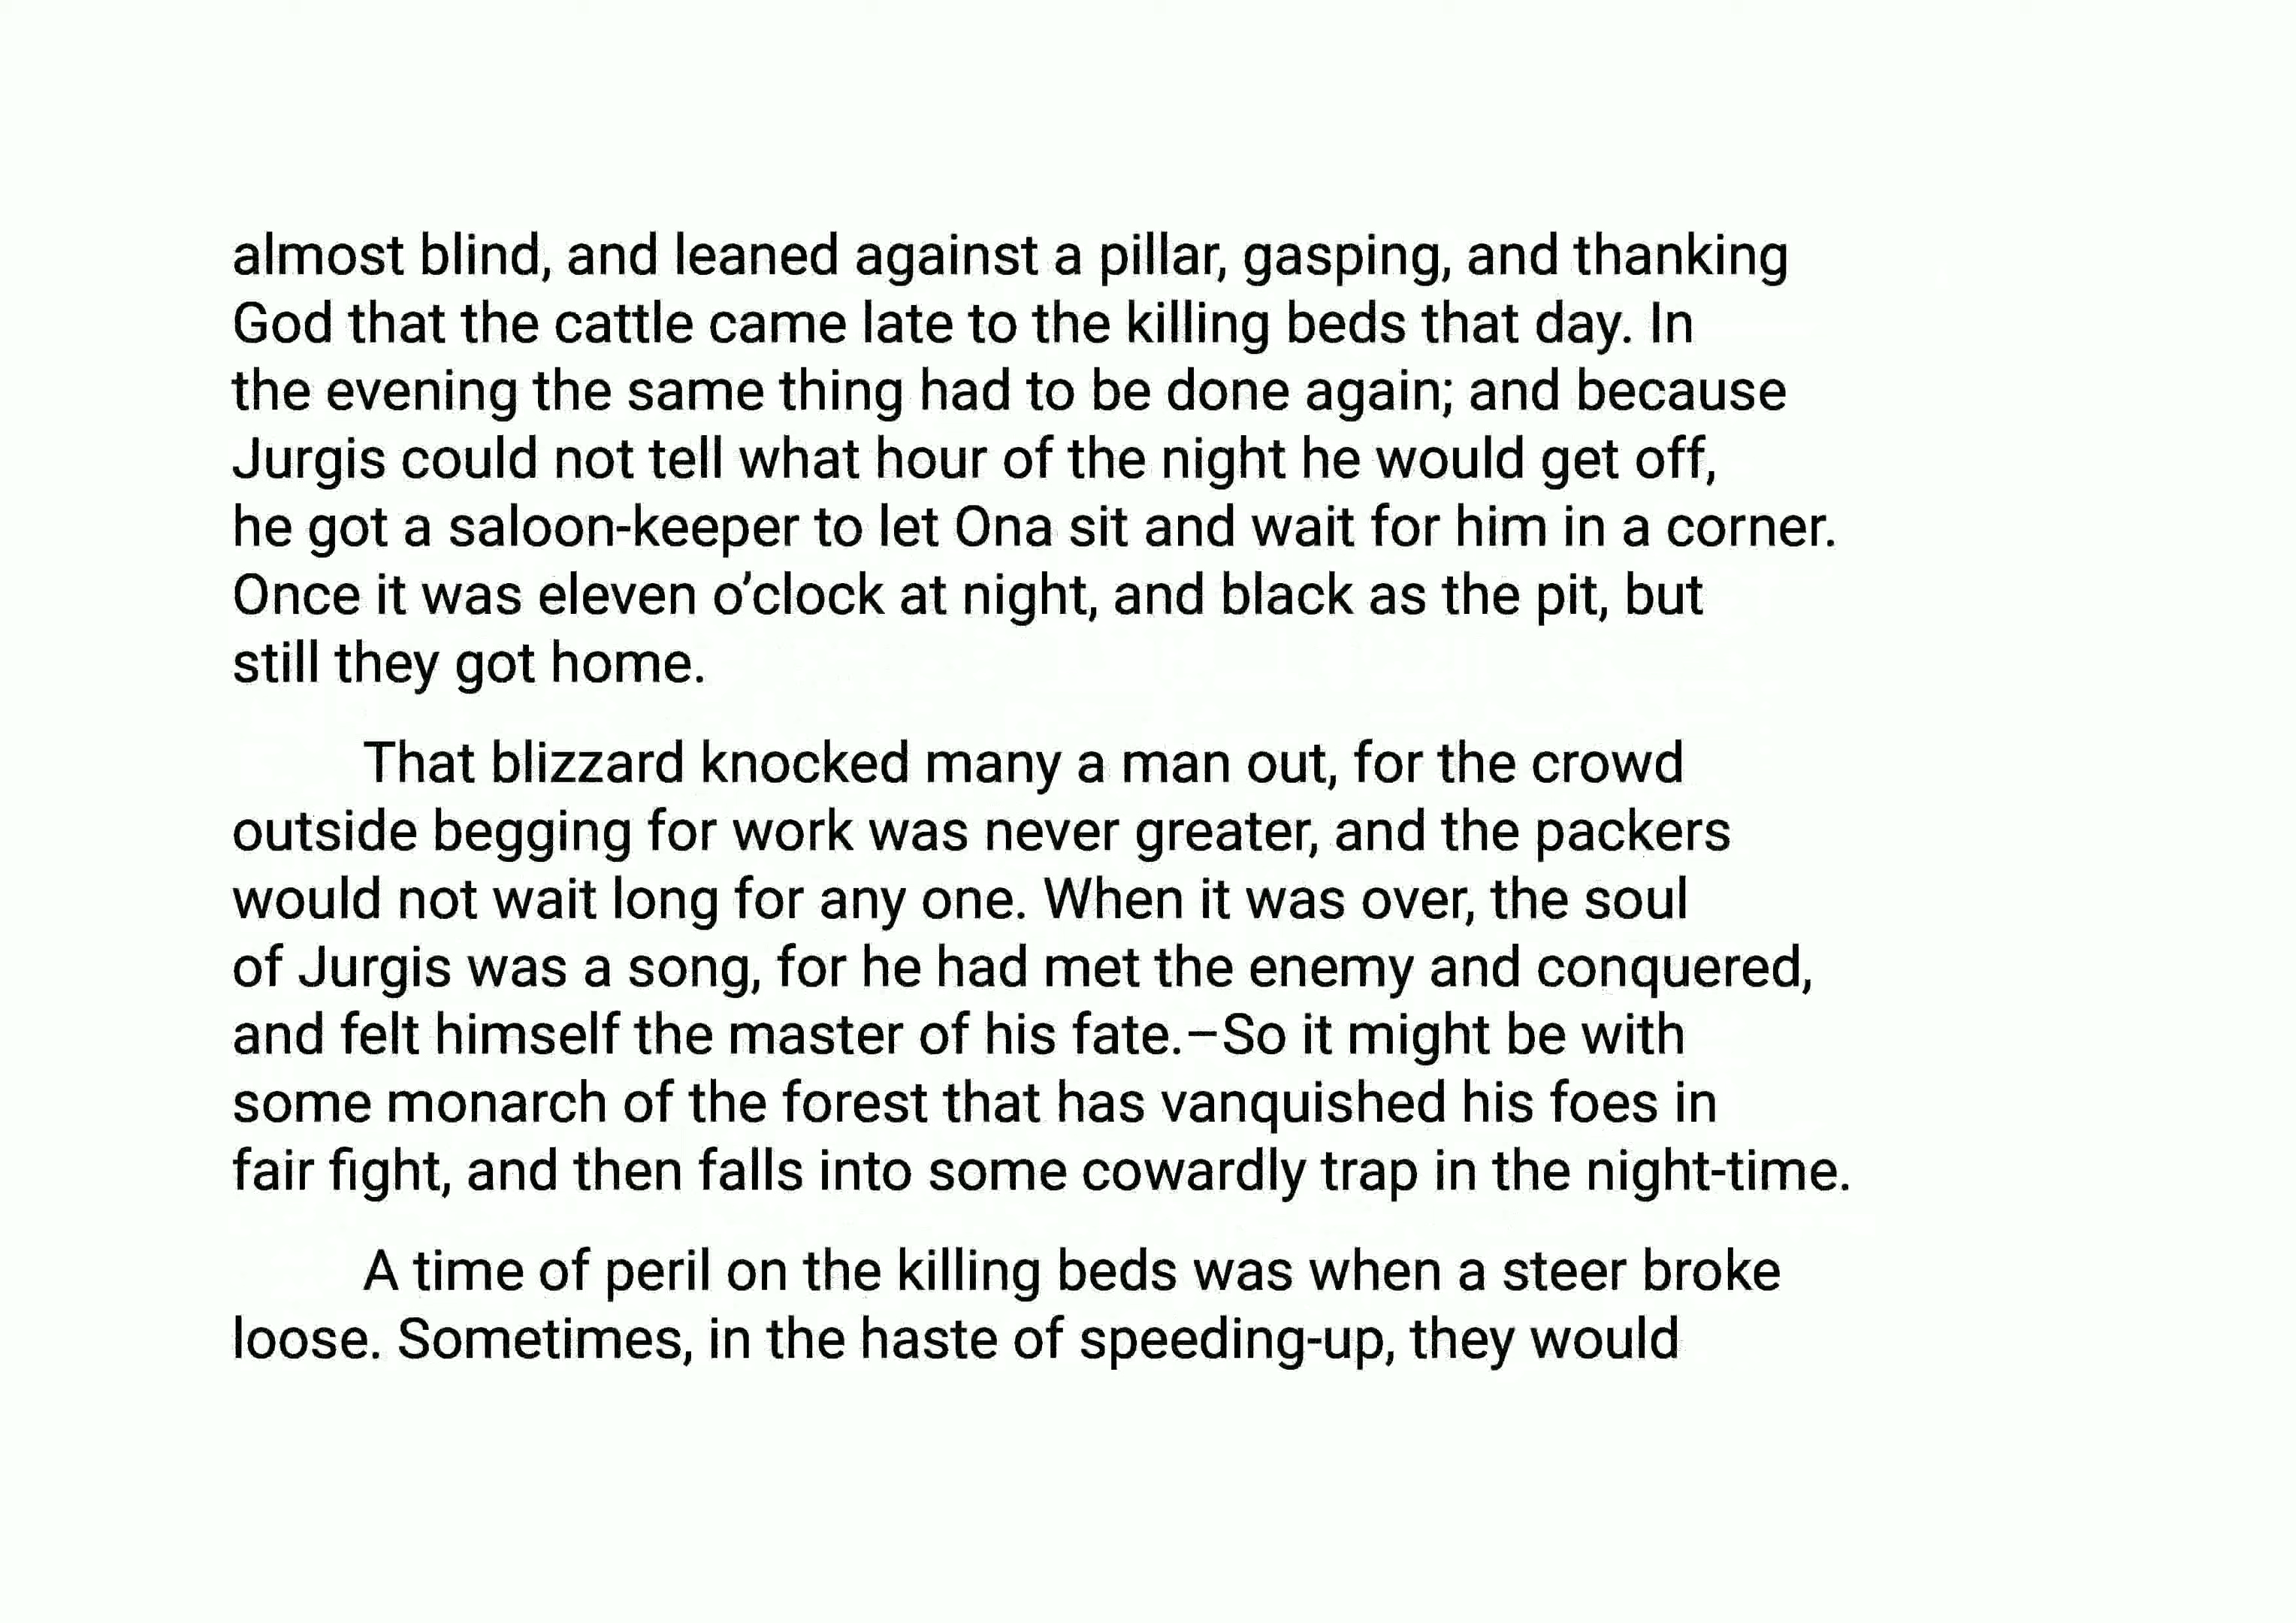 almost blind, and leaned against a pillar, gasping, and thanking
God that the cattle came late to the killing beds that day. In
the evening the same thing had to be done again; and because
Jurgis could not tell what hour of the night he would get off,
he got a saloon-keeper to let Ona sit and wait for him in a corner.
Once it was eleven o’clock at night, and black as the pit, but
still they got home.
That blizzard knocked many a man out, for the crowd
outside begging for work was never greater, and the packers
would not wait long for any one. When it was over, the soul
of Jurgis was a song, for he had met the enemy and conquered,
and felt himself the master of his fate.—So it might be with
some monarch of the forest that has vanquished his foes in
fair fight, and then falls into some cowardly trap in the night-time.
A time of peril on the killing beds was when a steer broke
loose. Sometimes, in the haste of speeding-up, they would